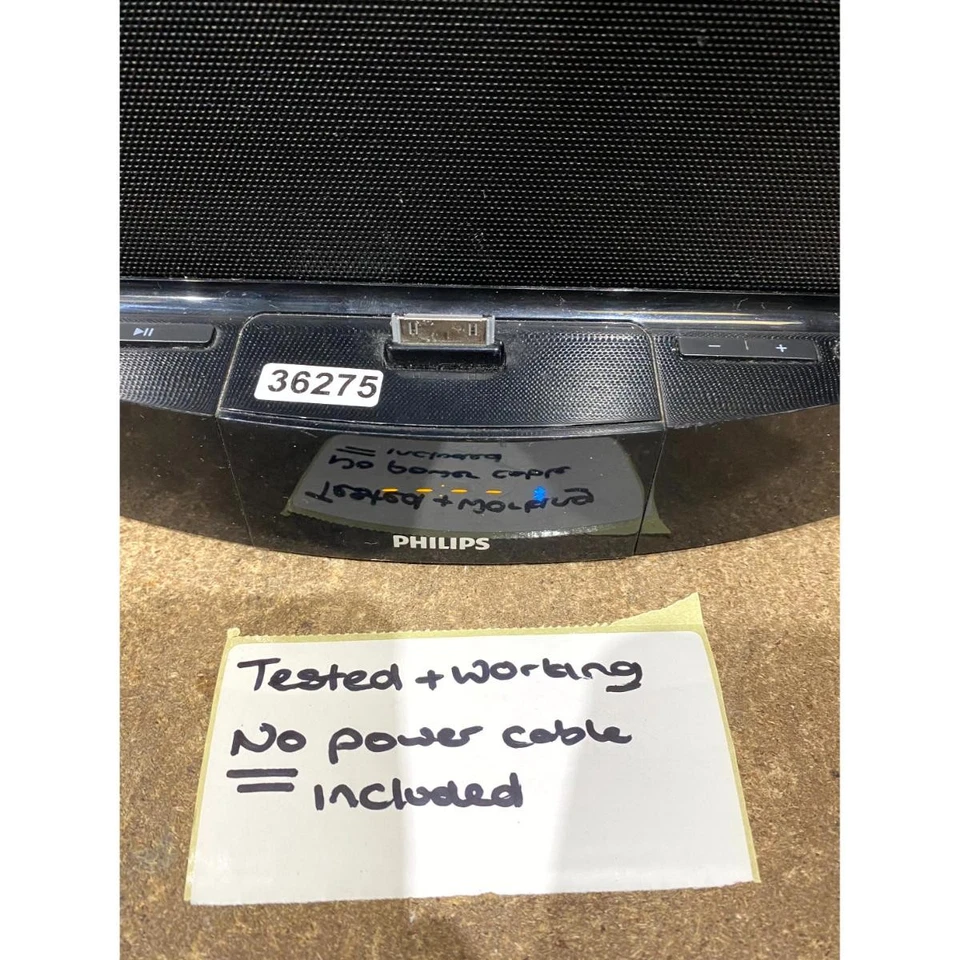 36275
PHILIPS
Tested + Working
No power cable
included